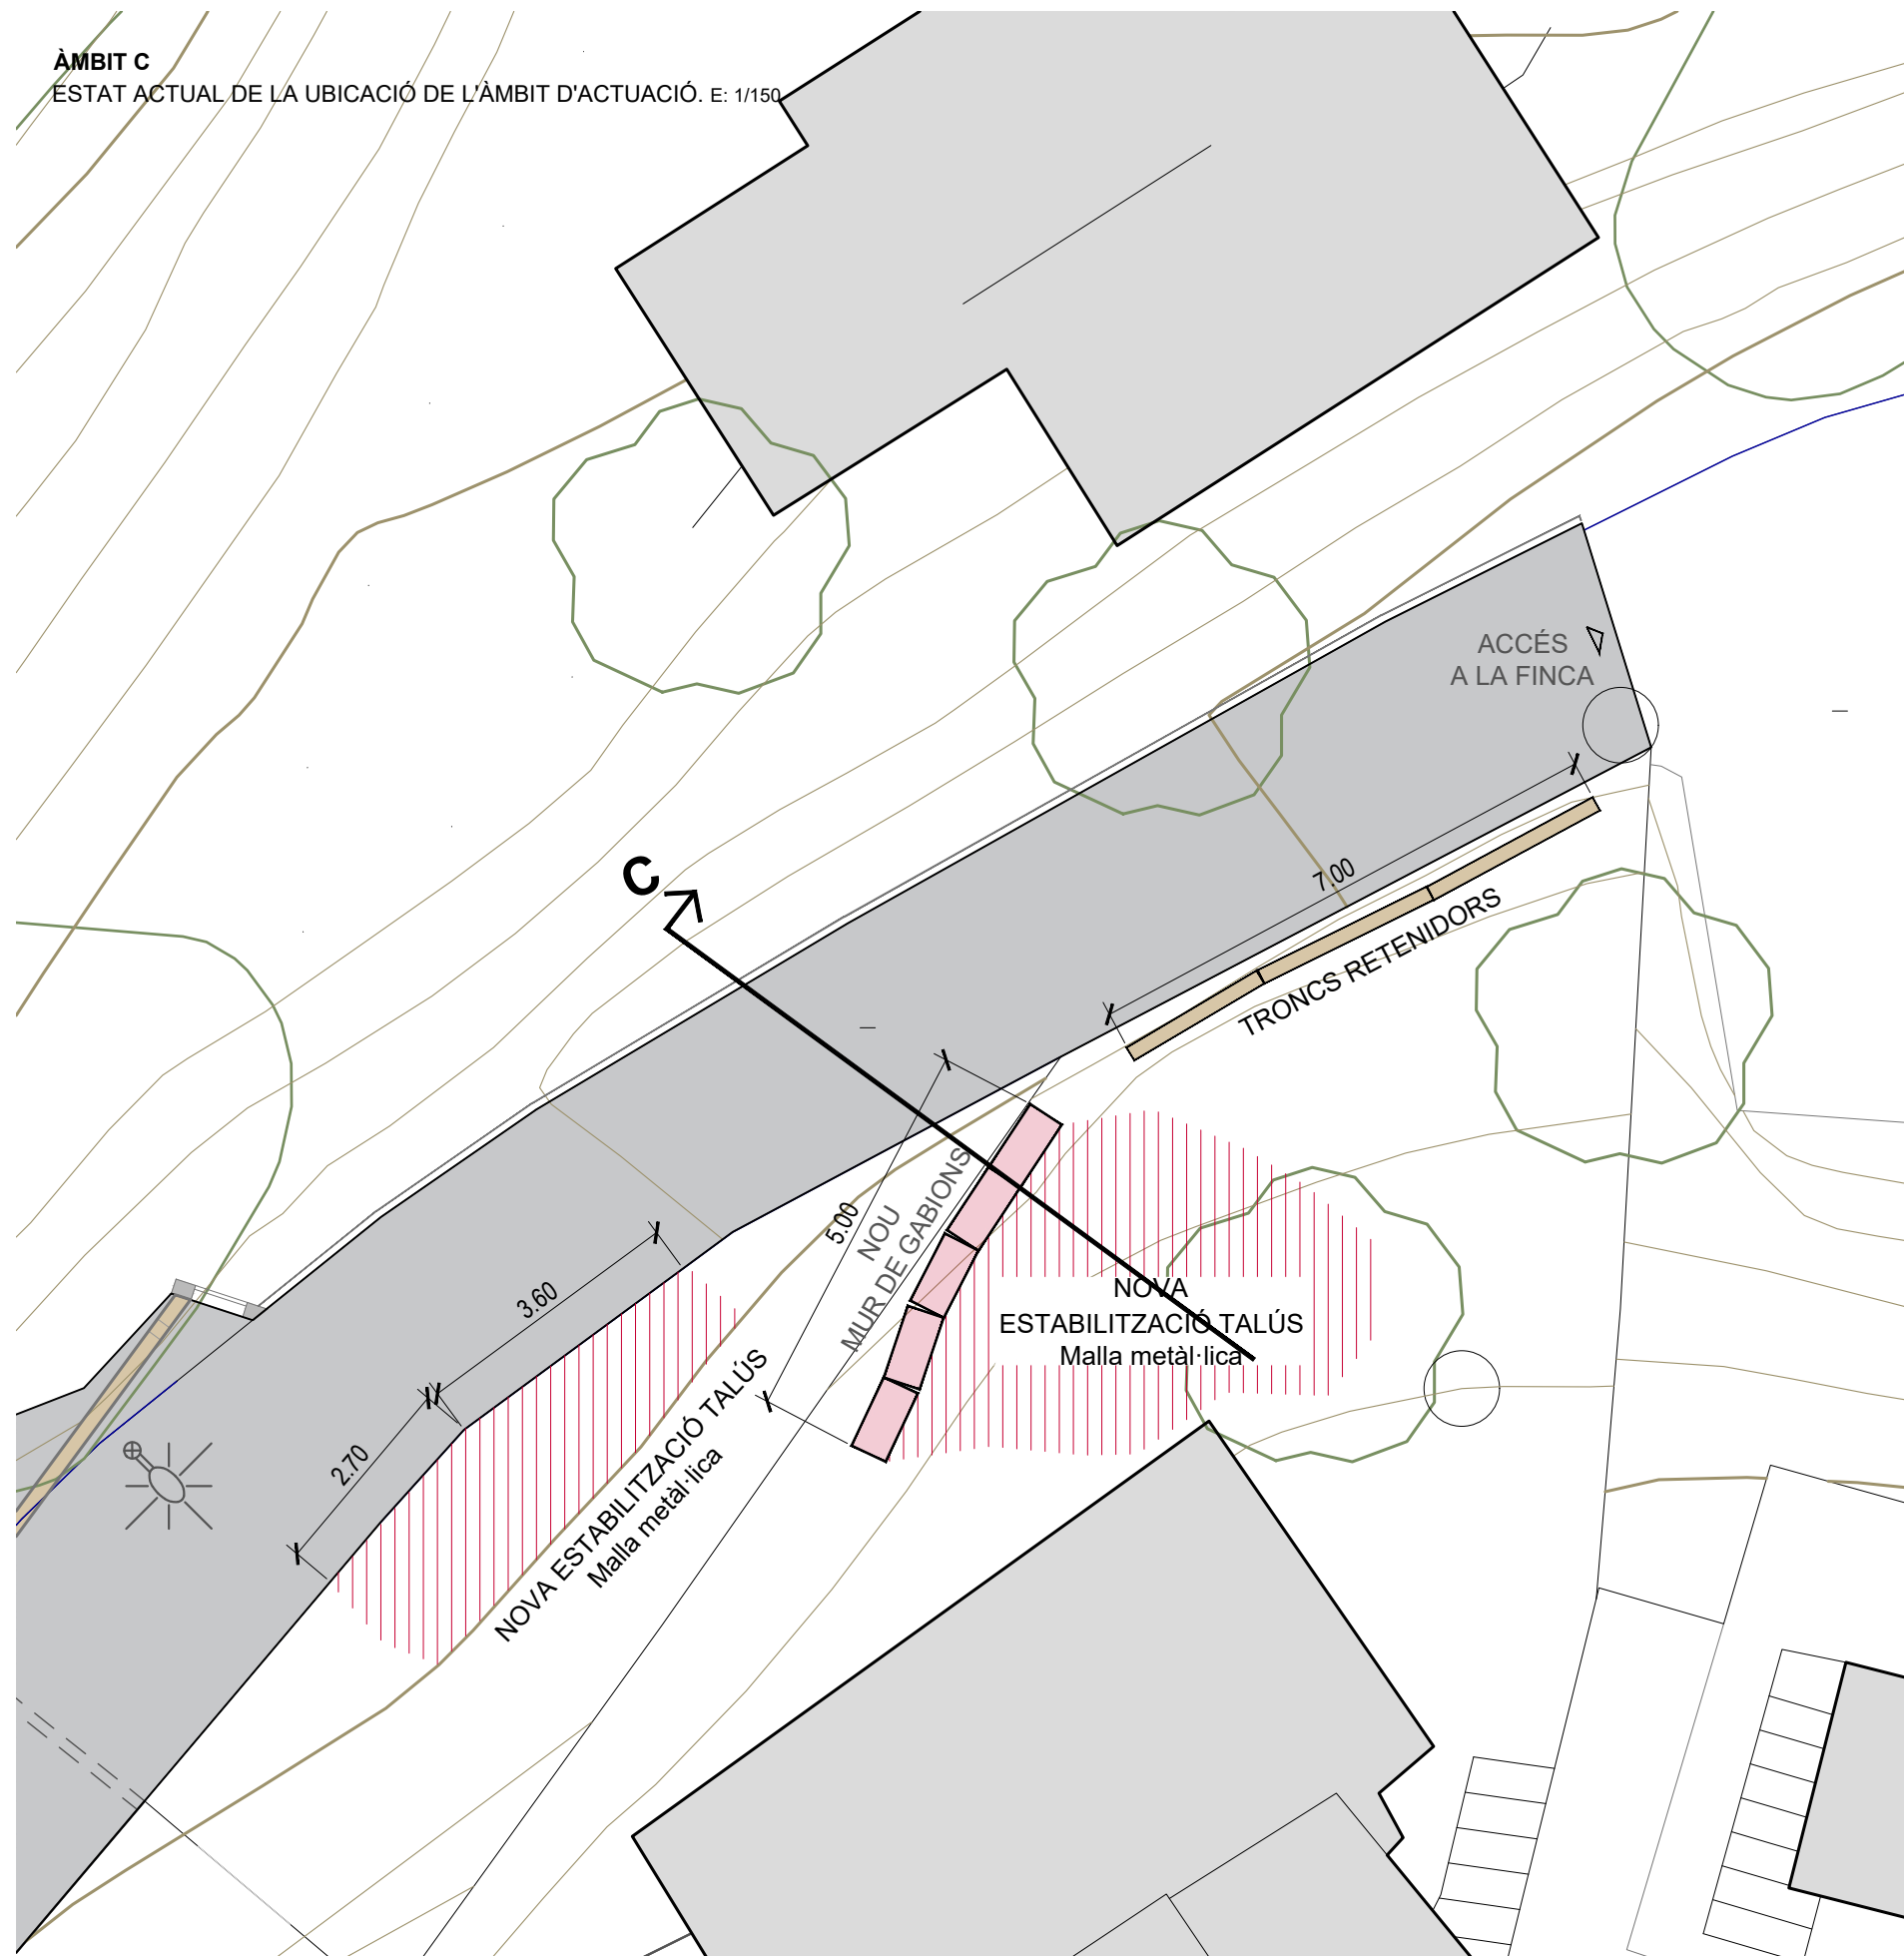 ÀMBIT C
ESTAT ACTUAL DE LA UBICACIÓ DE L'ÀMBIT D'ACTUACIÓ. E: 1/150
ACCÉS
A LA FINCA
7.00
C
TRONCS RETENIDORS
5.00
NOU
MUR DE GABIONS
3.60
NOVA
ESTABILITZACIÓ TALÚS
Malla metàl·lica
2.70
NOVA ESTABILITZACIÓ TALÚS
Malla metàl·lica